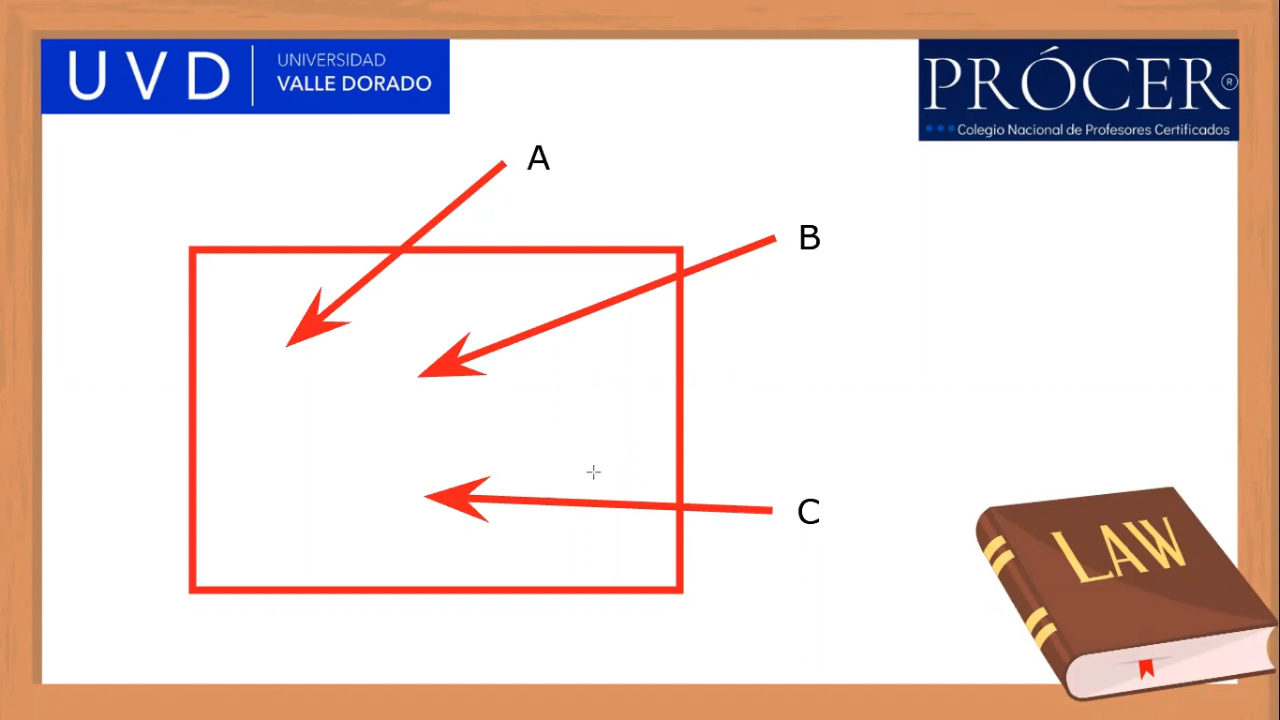 UVD
UNIVERSIDAD
VALLE DORADO
PRÓCER®
Colegio Nacional de Profesores Certificados
A
B
C
LAW